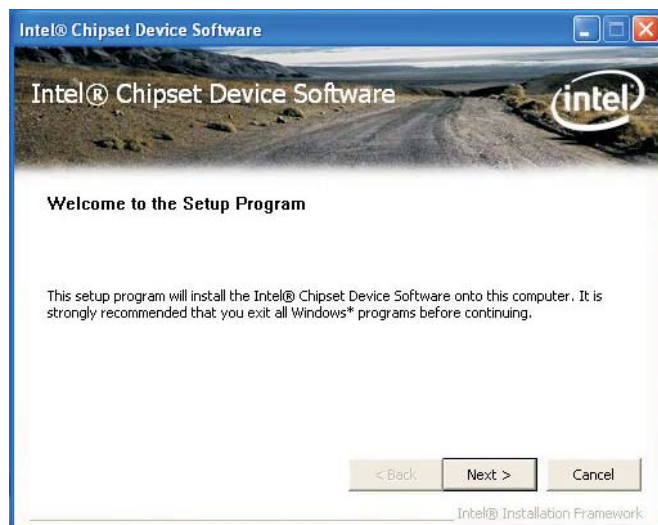 Intel® Chipset Device Software
Intel® Chipset Device Software
intel
Welcome to the Setup Program
This setup program will install the Intel® Chipset Device Software onto this computer. It is
strongly recommended that you exit all Windows* programs before continuing.
< Back
Next >
Cancel
Intel® Installation Framework